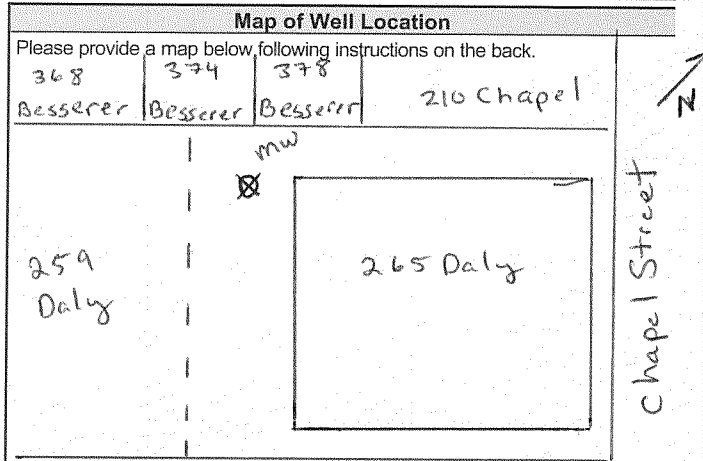 Map of Well Location
Please provide a map below following instructions on the back.
368 374 378
Besserer Besserer Besserer 210 Chapel
N
MW
259
Daly
265 Daly
Chapel Street